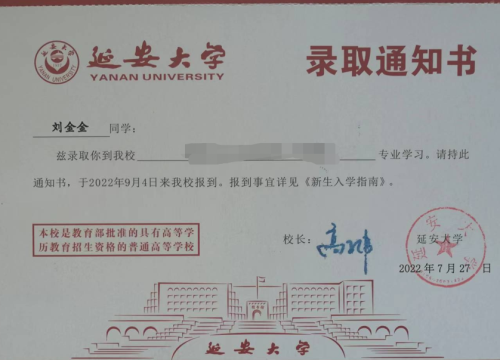 延安大学
YANAN UNIVERSITY
录取通知书
刘金金 同学：
兹录取你到我校 专业学习。请持此
通知书，于2022年9月4日来我校报到。报到事宜详见《新生入学指南》。
本校是教育部批准的具有高等学
历教育招生资格的普通高等学校
校长：
延安大学
2022年7月27日
延安大学